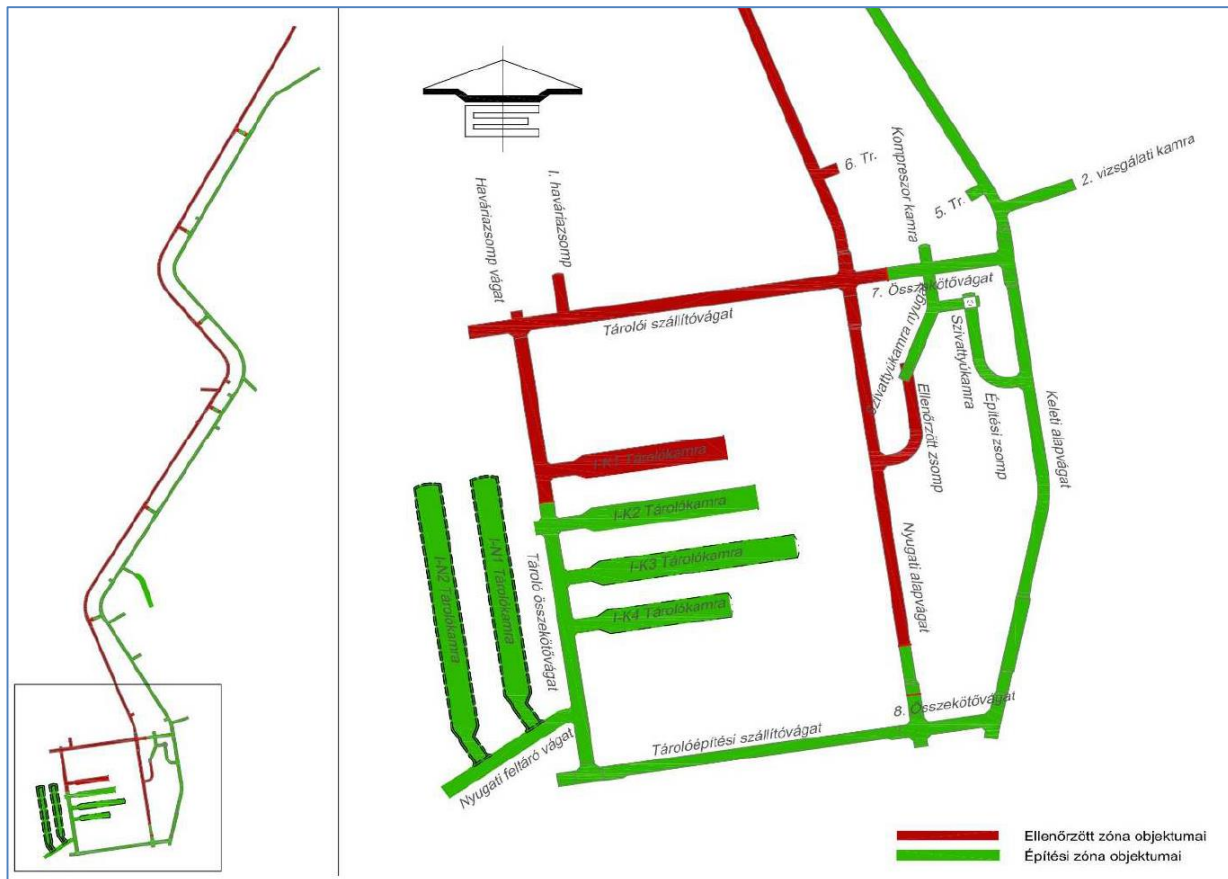 6. Tr.
Kompreszor kamra
2. vizsgálati kamra
5. Tr.
Haváriazsomp vágat
I. haváriazsomp
7. Összekötővágat
Tárolói szállítóvágat
Szivattyúkamra nyugat
Szivattyúkamra
Építési zsomp
Ellenőrzött zsomp
Keleti alapvágat
I-K1 Tárolókamra
I-K2 Tárolókamra
I-K3 Tárolókamra
I-K4 Tárolókamra
I-N1 Tárolókamra
I-N2 Tárolókamra
Tároló összekötővágat
Nyugati alapvágat
8. Összekötővágat
Tárolóépítési szállítóvágat
Nyugati feltáró vágat
Ellenőrzött zóna objektumai
Építési zóna objektumai